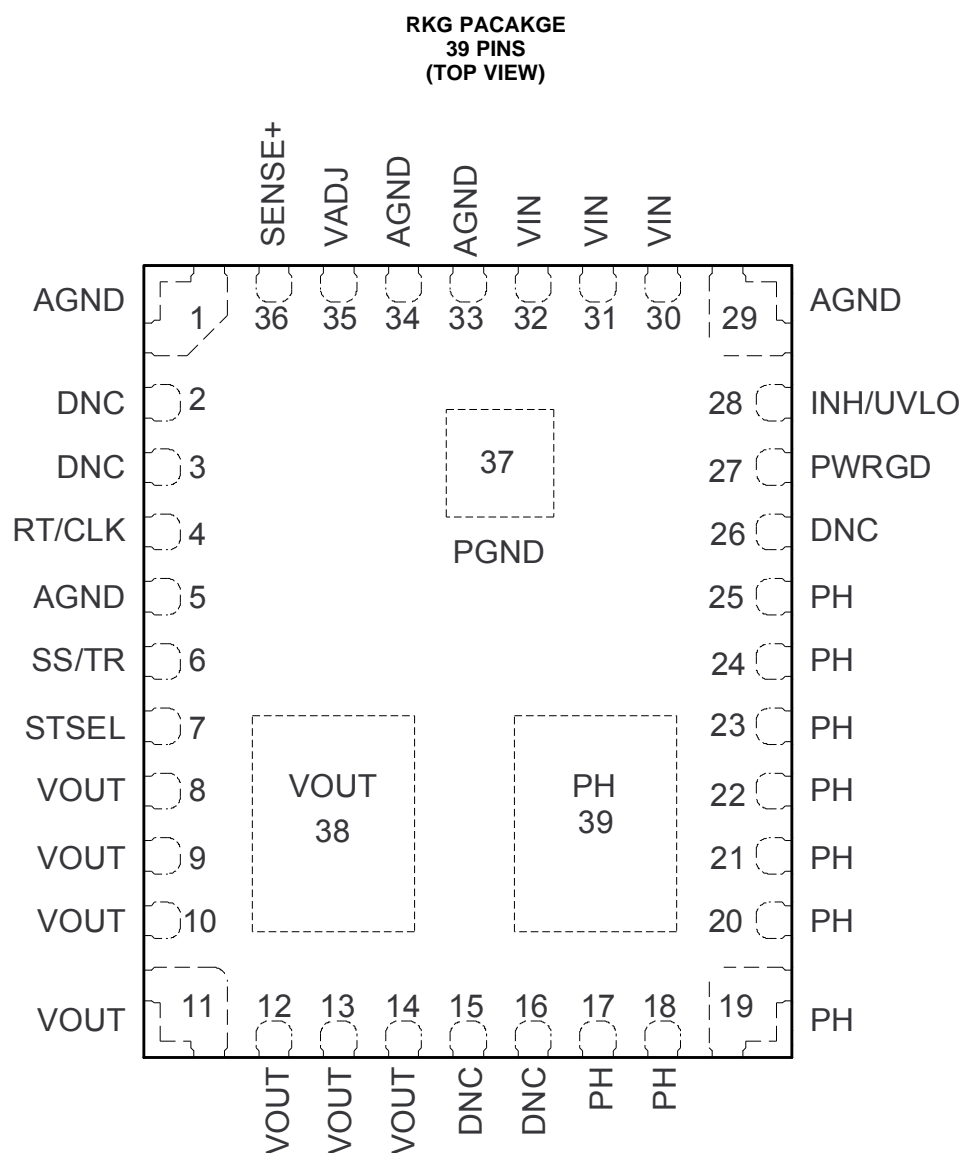 RKG PACAKGE
39 PINS
(TOP VIEW)
SENSE+
VADJ
AGND
AGND
VIN
VIN
VIN
AGND
1
36
35
34
33
32
31
30
29
AGND
DNC
2
28
INH/UVLO
DNC
3
37
27
PWRGD
RT/CLK
4
PGND
26
DNC
AGND
5
25
PH
SS/TR
6
24
PH
STSEL
7
23
PH
VOUT
8
VOUT
38
PH
39
22
PH
VOUT
9
21
PH
VOUT
10
20
PH
VOUT
11
12
13
14
15
16
17
18
19
PH
VOUT
VOUT
VOUT
DNC
DNC
PH
PH